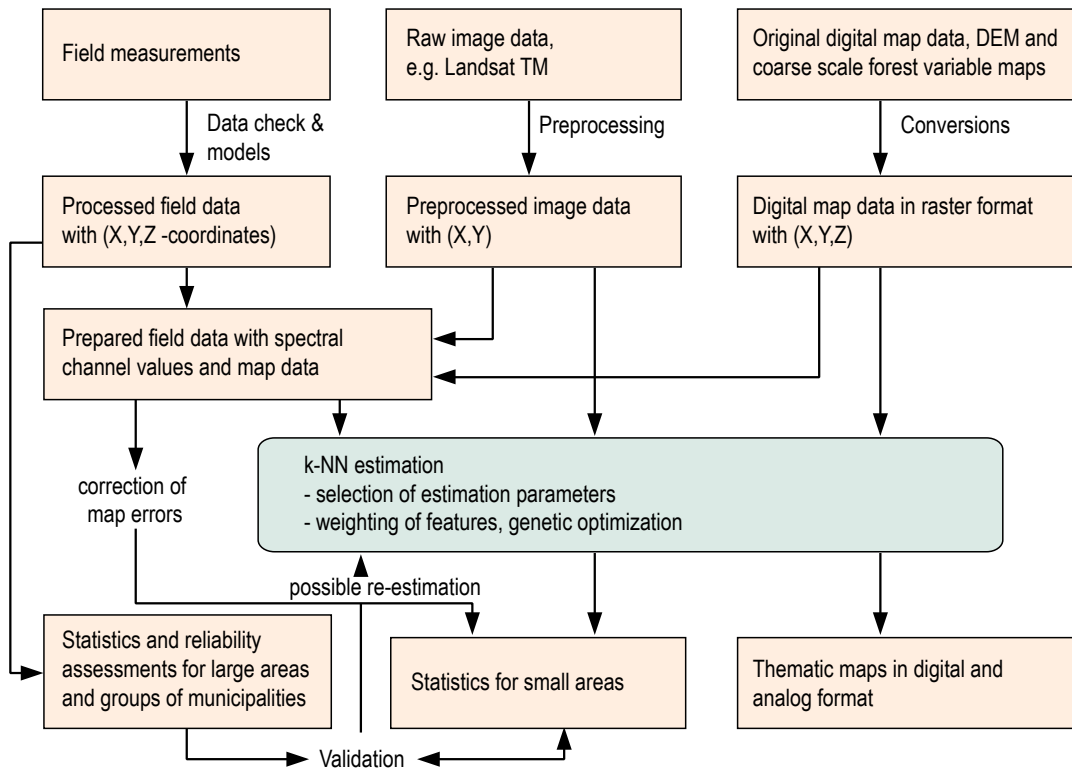 Field measurements
Raw image data,
e.g. Landsat TM
Original digital map data, DEM and
coarse scale forest variable maps
Data check &
models
Preprocessing
Conversions
Processed field data
with (X,Y,Z -coordinates)
Preprocessed image data
with (X,Y)
Digital map data in raster format
with (X,Y,Z)
Prepared field data with spectral
channel values and map data
k-NN estimation
- selection of estimation parameters
- weighting of features, genetic optimization
correction of
map errors
possible re-estimation
Statistics and reliability
assessments for large areas
and groups of municipalities
Statistics for small areas
Thematic maps in digital and
analog format
Validation